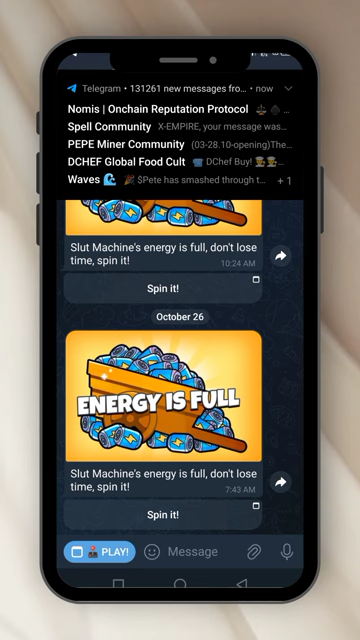 Telegram • 131261 new messages fro... • now
Nomis | Onchain Reputation Protocol ...
Spell Community X-EMPIRE, your message was...
PEPE Miner Community (03-28.10-opening)The...
DCHEF Global Food Cult DChef Buy! ...
Waves 🌊 🎉 $Pete has smashed through t... + 1
Slut Machine's energy is full, don't lose
time, spin it!
10:24 AM
Spin it!
October 26
ENERGY IS FULL
Slut Machine's energy is full, don't lose
time, spin it!
7:43 AM
Spin it!
PLAY!
Message